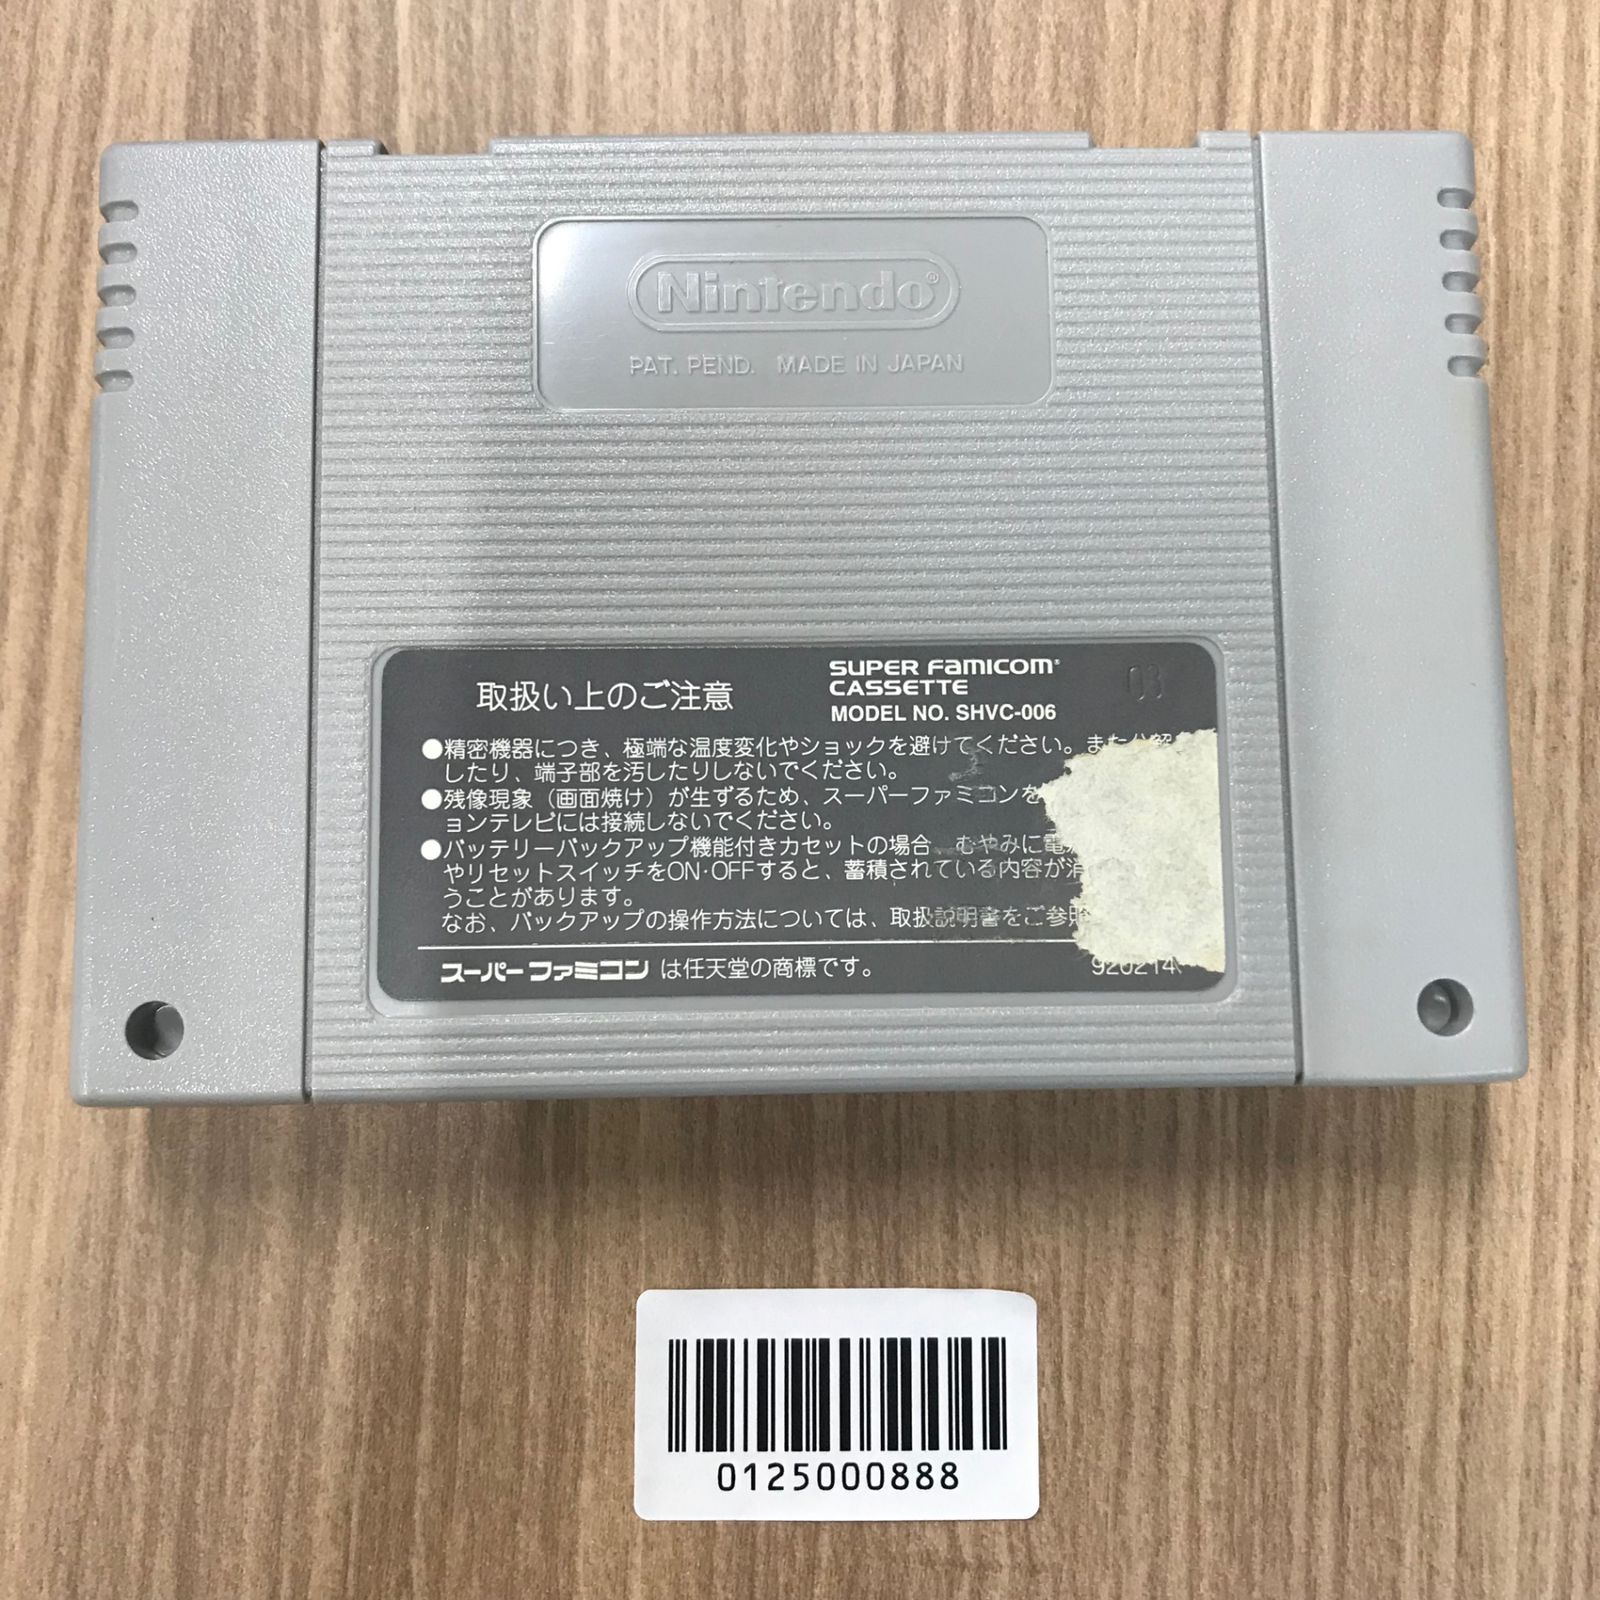 Nintendo®
PAT. PEND. MADE IN JAPAN
取扱い上のご注意
SUPER FAMICOM®
CASSETTE
MODEL NO. SHVC-006
03
●精密機器につき、極端な温度変化やショックを避けてください。また分解
したり、端子部を汚したりしないでください。
●残像現象（画面焼け）が生ずるため、スーパーファミコンを
ョンテレビには接続しないでください。
●バッテリーバックアップ機能付きカセットの場合、むやみに電
やリセットスイッチをON·OFFすると、蓄積されている内容が消
うことがあります。
なお、バックアップの操作方法については、取扱説明書をご参照
スーパーファミコン は任天堂の商標です。
920214
0125000888